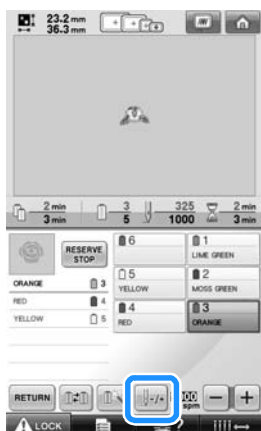 23.2 mm
36.3 mm
2 min
3 min
3
5
325
1000
2 min
3 min
RESERVE
STOP
ORANGE 3
RED 4
YELLOW 5
6
1
LIME GREEN
5
YELLOW
2
MOSS GREEN
4
RED
3
ORANGE
RETURN
-/+
spm
- +
LOCK
?